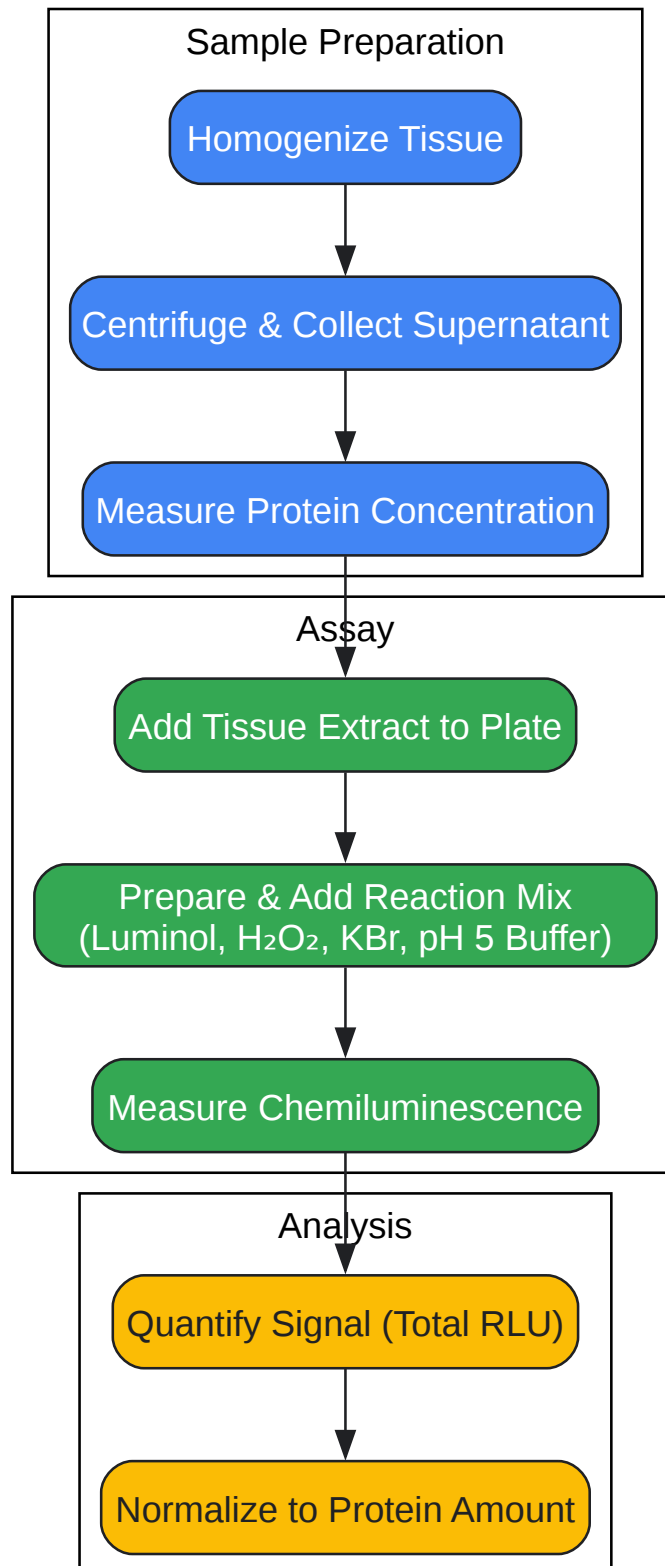 Sample Preparation
Homogenize Tissue
Centrifuge & Collect Supernatant
Measure Protein Concentration
Assay
Add Tissue Extract to Plate
Prepare & Add Reaction Mix
(Luminol, H₂O₂, KBr, pH 5 Buffer)
Measure Chemiluminescence
Analysis
Quantify Signal (Total RLU)
Normalize to Protein Amount